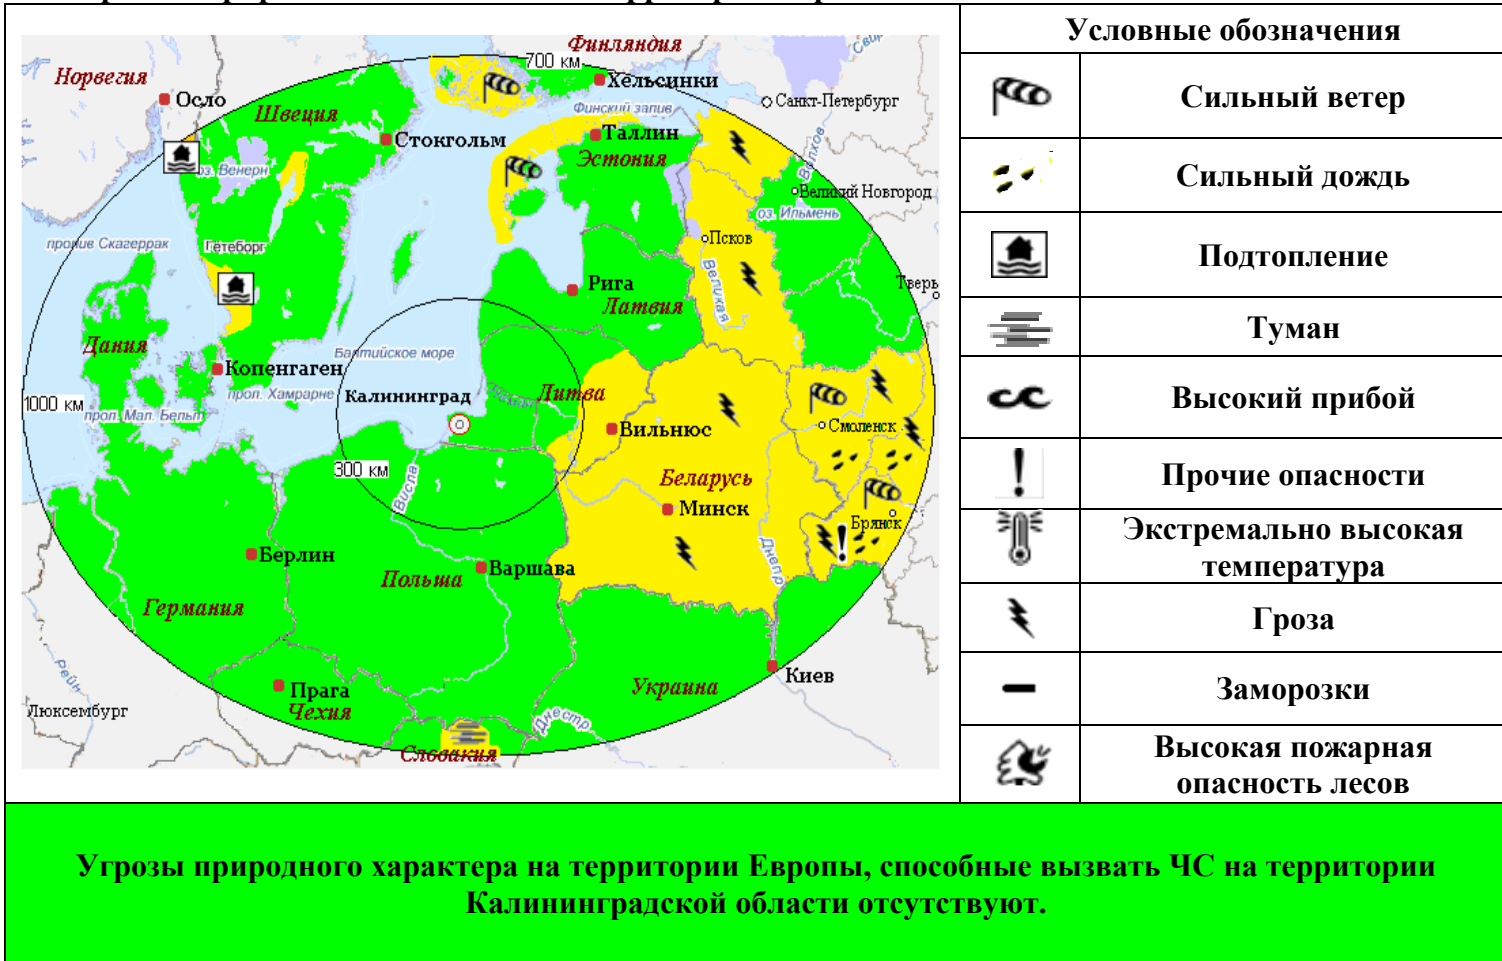 Условные обозначения
Сильный ветер
Сильный дождь
Подтопление
Туман
Высокий прибой
Прочие опасности
Экстремально высокая
температура
Гроза
Заморозки
Высокая пожарная
опасность лесов
Финляндия
700 км
Норвегия
Хельсинки
Осло
Швеция
Финский залив
Санкт-Петербург
Стокгольм
Таллин
Эстония
Волхов
оз. Венерн
Великий Новгород
оз. Ильмень
пролив Скагеррак
Гётеборг
Псков
Великая
Рига
Латвия
Тверь
Дания
Балтийское море
Копенгаген
прол. Хамрарне
Калининград
Литва
1000 км
прол. Мал. Бельт
Вильнюс
Смоленск
300 км
Висла
Беларусь
Минск
Брянск
Днепр
Берлин
Польша
Варшава
Германия
Рейн
Прага
Чехия
Украина
Киев
Люксембург
Днестр
Словакия
Угрозы природного характера на территории Европы, способные вызвать ЧС на территории
Калининградской области отсутствуют.